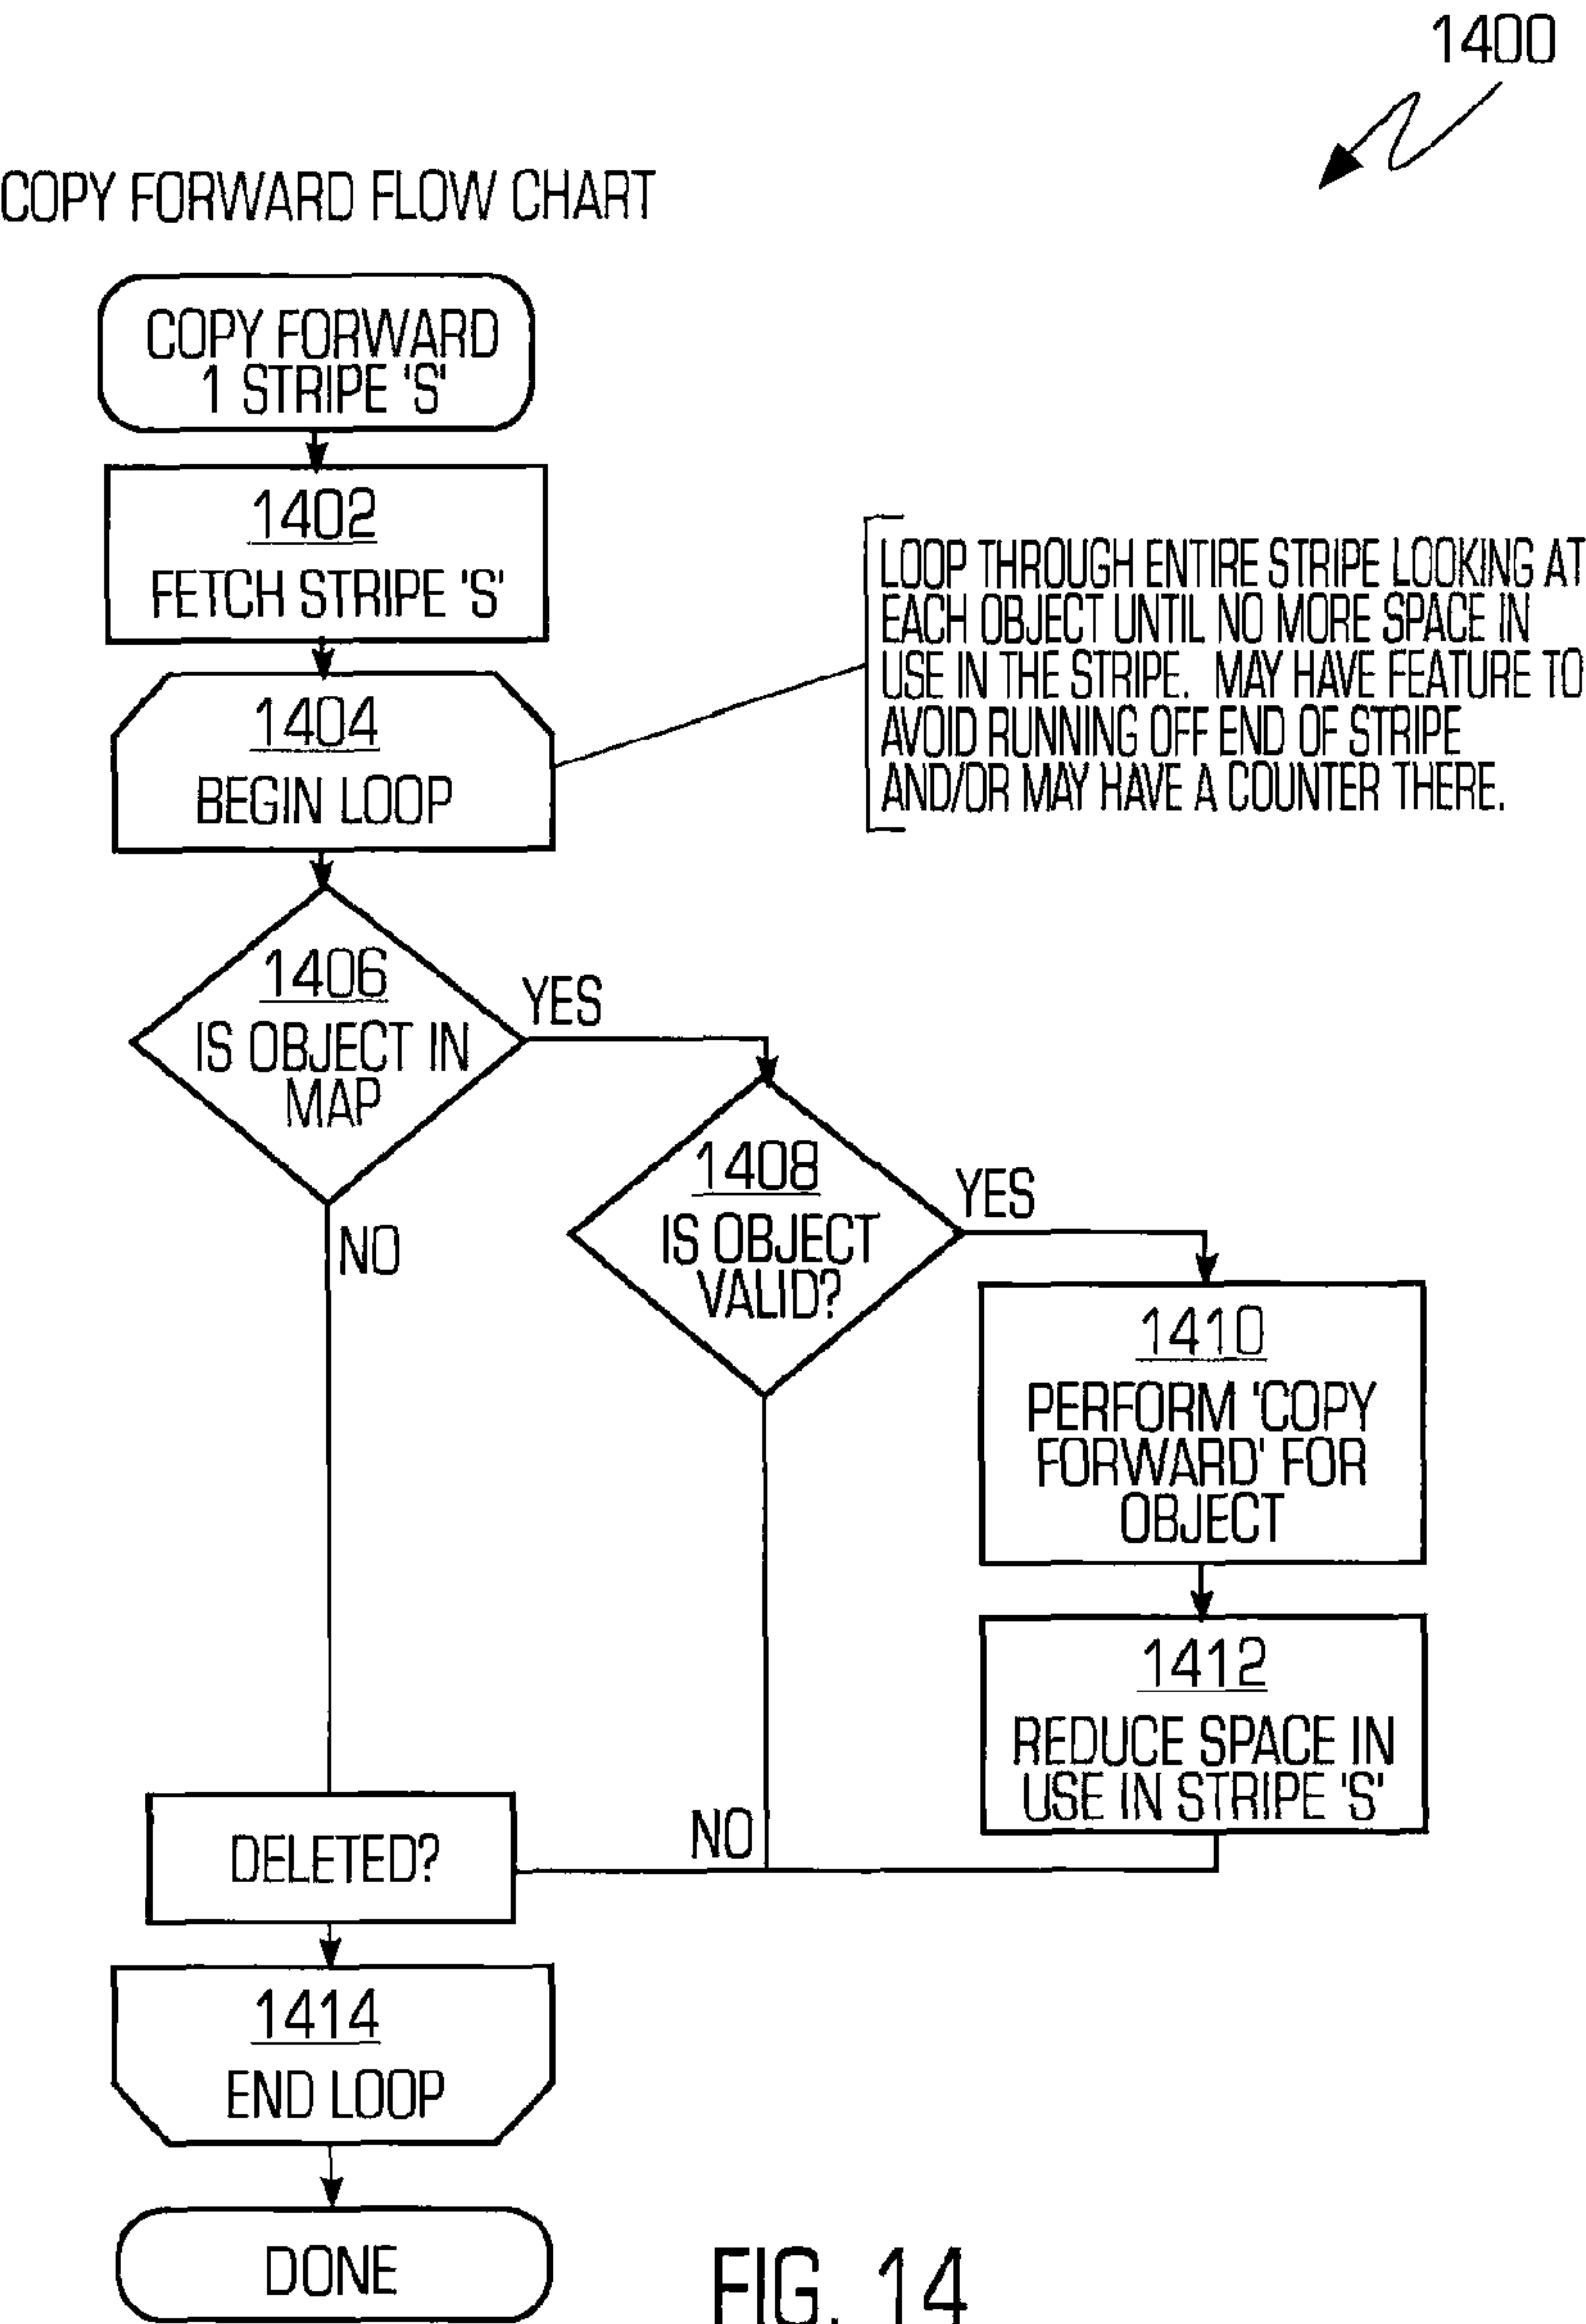 1400
COPY FORWARD FLOW CHART
COPY FORWARD
1 STRIPE 'S'
1402
FETCH STRIPE 'S'
1404
BEGIN LOOP
LOOP THROUGH ENTIRE STRIPE LOOKING AT
EACH OBJECT UNTIL NO MORE SPACE IN
USE IN THE STRIPE. MAY HAVE FEATURE TO
AVOID RUNNING OFF END OF STRIPE
AND/OR MAY HAVE A COUNTER THERE.
1406
IS OBJECT IN
MAP
YES
NO
1408
IS OBJECT
VALID?
YES
NO
1410
PERFORM 'COPY
FORWARD' FOR
OBJECT
1412
REDUCE SPACE IN
USE IN STRIPE 'S'
DELETED?
1414
END LOOP
DONE
FIG. 14